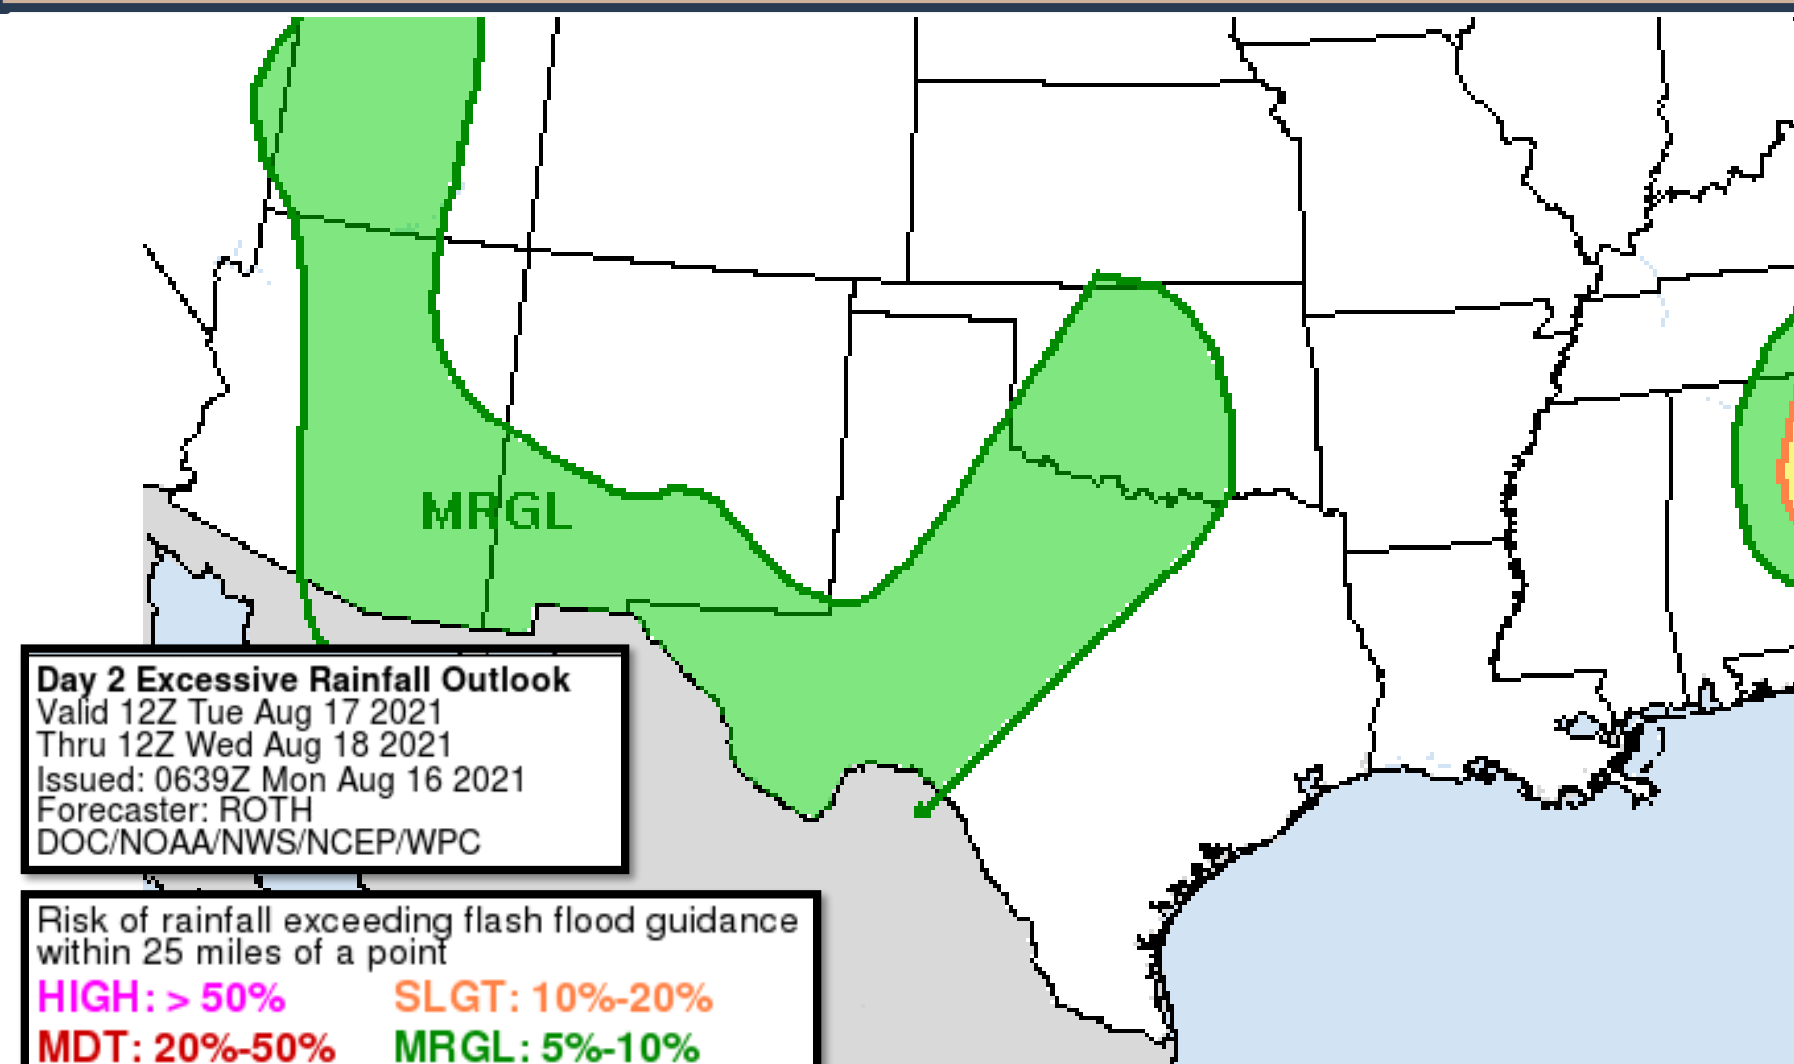 MRGL
Day 2 Excessive Rainfall Outlook
Valid 12Z Tue Aug 17 2021
Thru 12Z Wed Aug 18 2021
Issued: 0639Z Mon Aug 16 2021
Forecaster: ROTH
DOC/NOAA/NWS/NCEP/WPC
Risk of rainfall exceeding flash flood guidance
within 25 miles of a point
HIGH: > 50% SLGT: 10%-20%
MDT: 20%-50% MRGL: 5%-10%